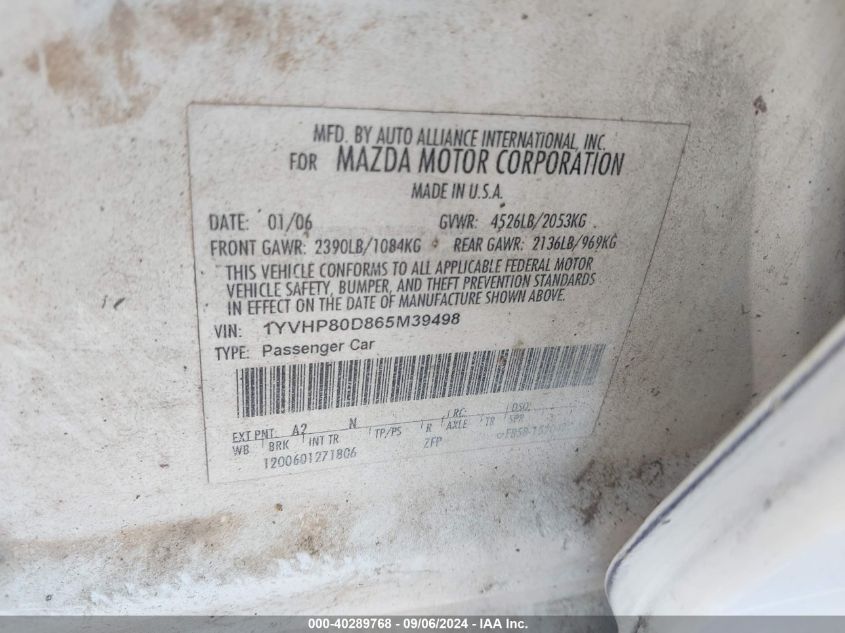 MFD. BY AUTO ALLIANCE INTERNATIONAL, INC.
FOR MAZDA MOTOR CORPORATION
MADE IN U.S.A.
DATE: 01/06 GVWR: 4526LB/2053KG
FRONT GAWR: 2390LB/1084KG REAR GAWR: 2136LB/969KG
THIS VEHICLE CONFORMS TO ALL APPLICABLE FEDERAL MOTOR
VEHICLE SAFETY, BUMPER, AND THEFT PREVENTION STANDARDS
IN EFFECT ON THE DATE OF MANUFACTURE SHOWN ABOVE.
VIN: 1YVHP80D865M39498
TYPE: Passenger Car
EXT PNT: A2 N RC: DSO:
WB BRK INT TR TP/PS R AXLE TR SPR
1200601271806 2FP
000-40289768 - 09/06/2024 - IAA Inc.